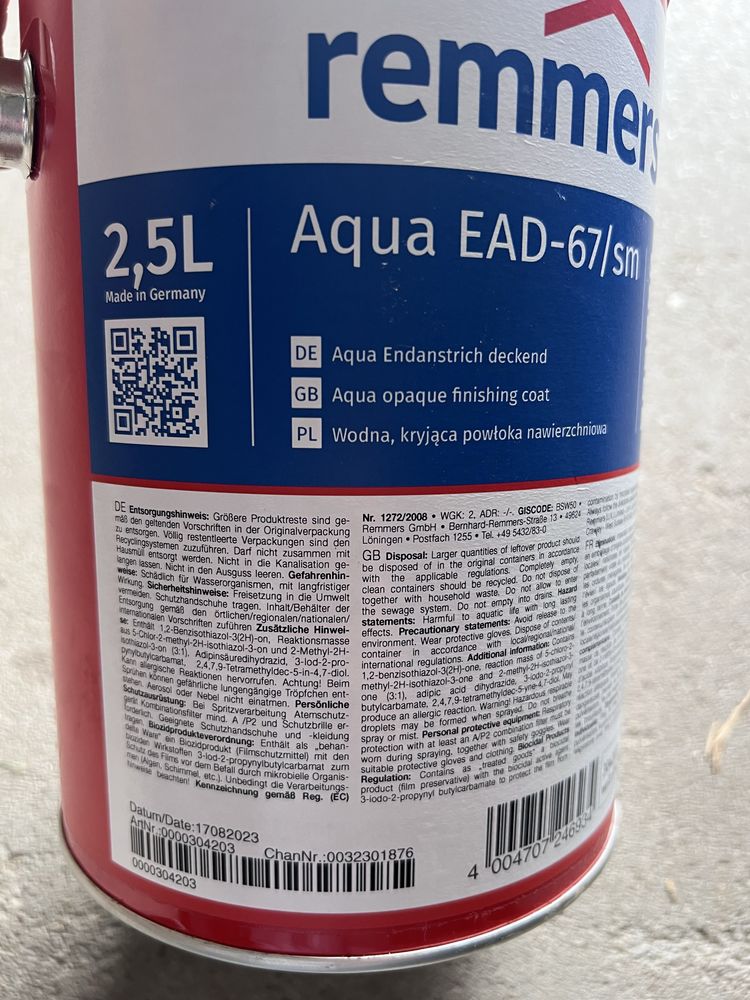 remmers
2,5L
Made in Germany
Aqua EAD-67/sm
DE Aqua Endanstrich deckend
GB Aqua opaque finishing coat
PL Wodna, kryjąca powłoka nawierzchniowa
DE Entsorgungshinweis: Größere Produktreste sind ge-
mäß den geltenden Vorschriften in der Originalverpackung
zu entsorgen. Völlig restentleerte Verpackungen sind den
Recyclingsystemen zuzuführen. Darf nicht zusammen mit
Hausmüll entsorgt werden. Nicht in die Kanalisation ge-
langen lassen. Nicht in den Ausguss leeren. Gefahrenhin-
weise: Schädlich für Wasserorganismen, mit langfristiger
Wirkung. Sicherheitshinweise: Freisetzung in die Umwelt
vermeiden. Schutzhandschuhe tragen. Inhalt/Behälter der
Entsorgung gemäß den örtlichen/regionalen/nationalen/
internationalen Vorschriften zuführen Zusätzliche Hinwei-
se: Enthält 1,2-Benzisothiazol-3(2H)-on, Reaktionsmasse
aus 5-Chlor-2-methyl-2H-isothiazol-3-on und 2-Methyl-2H-
isothiazol-3-on (3:1), Adipinsäuredihydrazid, 3-Iod-2-pro-
pynylbutylcarbamat, 2,4,7,9-Tetramethyldec-5-in-4,7-diol.
Kann allergische Reaktionen hervorrufen. Achtung! Beim
Sprühen können gefährliche lungengängige Tröpfchen ent-
stehen. Aerosol oder Nebel nicht einatmen. Persönliche
Schutzausrüstung: Bei Spritzverarbeitung Atemschutz-
gerät Kombinationsfilter mind. A /P2 und Schutzbrille er-
forderlich. Geeignete Schutzhandschuhe und -kleidung
tragen. Biozidprodukteverordnung: Enthält als „behan-
delte Ware" ein Biozidprodukt (Filmschutzmittel) mit den
bioziden Wirkstoffen 3-Iod-2-propynylbutylcarbamat zum
Schutz des Films vor dem Befall durch mikrobielle Organis-
men (Algen, Schimmel, etc.). Unbedingt die Verarbeitungs-
hinweise beachten! Kennzeichnung gemäß Reg. (EC)
Nr. 1272/2008 • WGK: 2, ADR: -/-. GISCODE: BSW50 •
Remmers GmbH • Bernhard-Remmers-Straße 13 • 49624
Löningen • Postfach 1255 • Tel. +49 5432/83-0
GB Disposal: Larger quantities of leftover product should
be disposed of in the original containers in accordance
with the applicable regulations. Completely empty,
clean containers should be recycled. Do not dispose of
together with household waste. Do not allow to enter
the sewage system. Do not empty into drains. Hazard
statements: Harmful to aquatic life with long lasting
effects. Precautionary statements: Avoid release to the
environment. Wear protective gloves. Dispose of contents/
container in accordance with local/regional/national/
international regulations. Additional information: Contains
1,2-benzisothiazol-3(2H)-one, reaction mass of 5-chloro-2-
methyl-2H-isothiazol-3-one and 2-methyl-2H-isothiazol-3-
one (3:1), adipic acid dihydrazide, 3-iodo-2-propynyl
butylcarbamate, 2,4,7,9-tetramethyldec-5-yne-4,7-diol. May
produce an allergic reaction. Warning! Hazardous respirable
droplets may be formed when sprayed. Do not breathe
spray or mist. Personal protective equipment: Respiratory
protection with at least an A/P2 combination filter
worn during spraying, together with safety goggles. Wear
suitable protective gloves and clothing. Biocidal Products
Regulation: Contains as „treated goods" a biocidal
product (film preservative) with the biocidal active agent
3-iodo-2-propynyl butylcarbamate to protect the film from
Datum/Date:17082023
ArtNr.:0000304203
ChanNr.:0032301876
0000304203
4 004707 246934